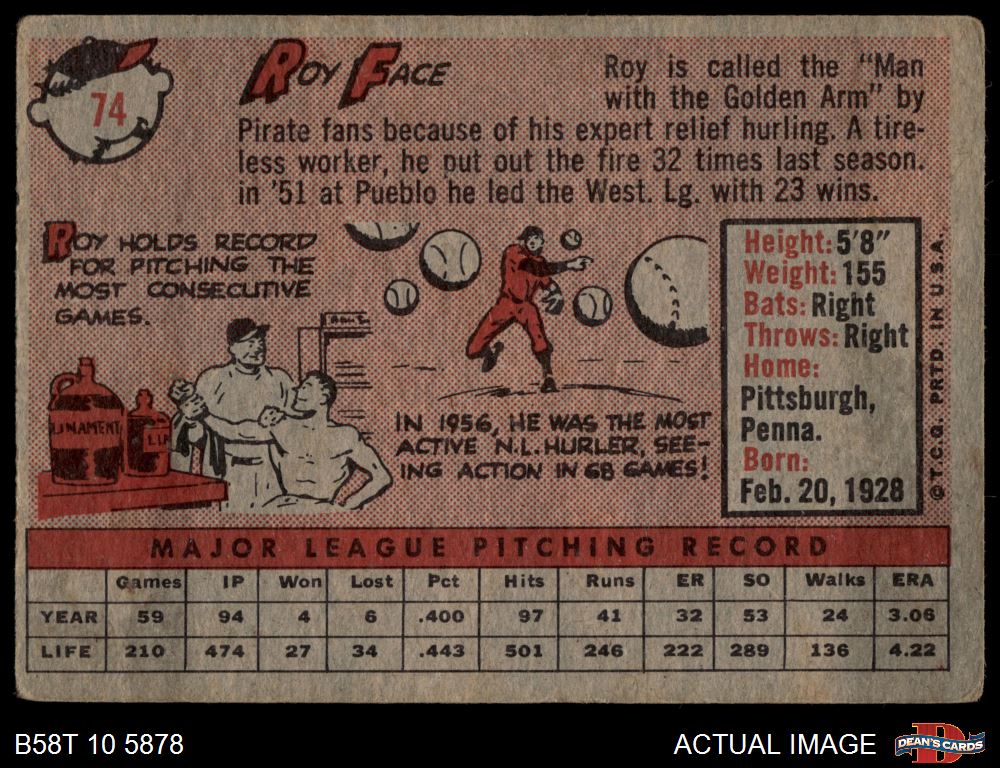 74
ROY FACE
Roy is called the "Man
with the Golden Arm" by
Pirate fans because of his expert relief hurling. A tire-
less worker, he put out the fire 32 times last season.
in '51 at Pueblo he led the West. Lg. with 23 wins.
ROY HOLDS RECORD
FOR PITCHING THE
MOST CONSECUTIVE
GAMES.
LINAMENT
LIN
IN 1956, HE WAS THE MOST
ACTIVE N.L. HURLER, SEE-
ING ACTION IN 68 GAMES!
Height: 5'8"
Weight: 155
Bats: Right
Throws: Right
Home:
Pittsburgh,
Penna.
Born:
Feb. 20, 1928
© T.C.G. PRTD. IN U.S.A.
MAJOR LEAGUE PITCHING RECORD
Games IP Won Lost Pct Hits Runs ER SO Walks ERA
YEAR 59 94 4 6 .400 97 41 32 53 24 3.06
LIFE 210 474 27 34 .443 501 246 222 289 136 4.22
B58T 10 5878
ACTUAL IMAGE
D
DEAN'S CARDS